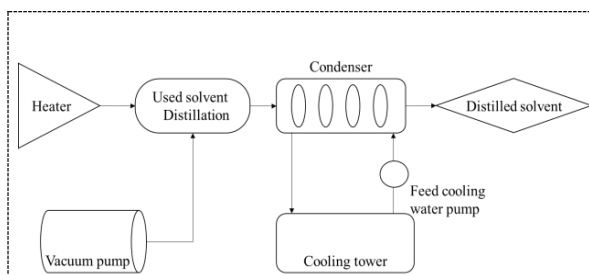 Condenser
Heater
Used solvent
Distillation
Distilled solvent
Feed cooling
water pump
Vacuum pump
Cooling tower